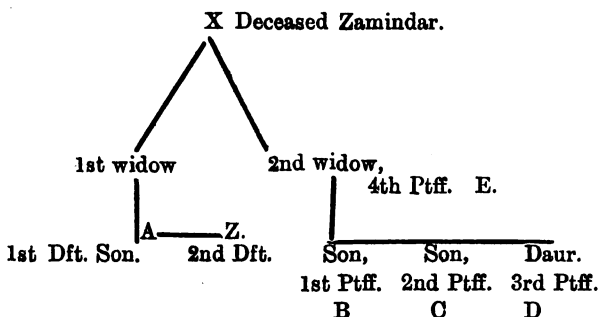 X Deceased Zamindar.
1st widow 2nd widow,
4th Ptff. E.
A Z.
1st Dft. Son. 2nd Dft. Son, Son, Daur.
1st Ptff. 2nd Ptff. 3rd Ptff.
B C D